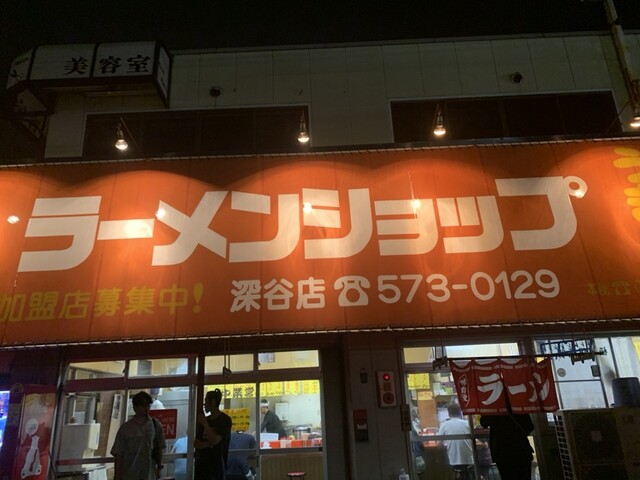 美容室
ラーメンショップ
加盟店募集中!
深谷店☎573-0129
ラーメン